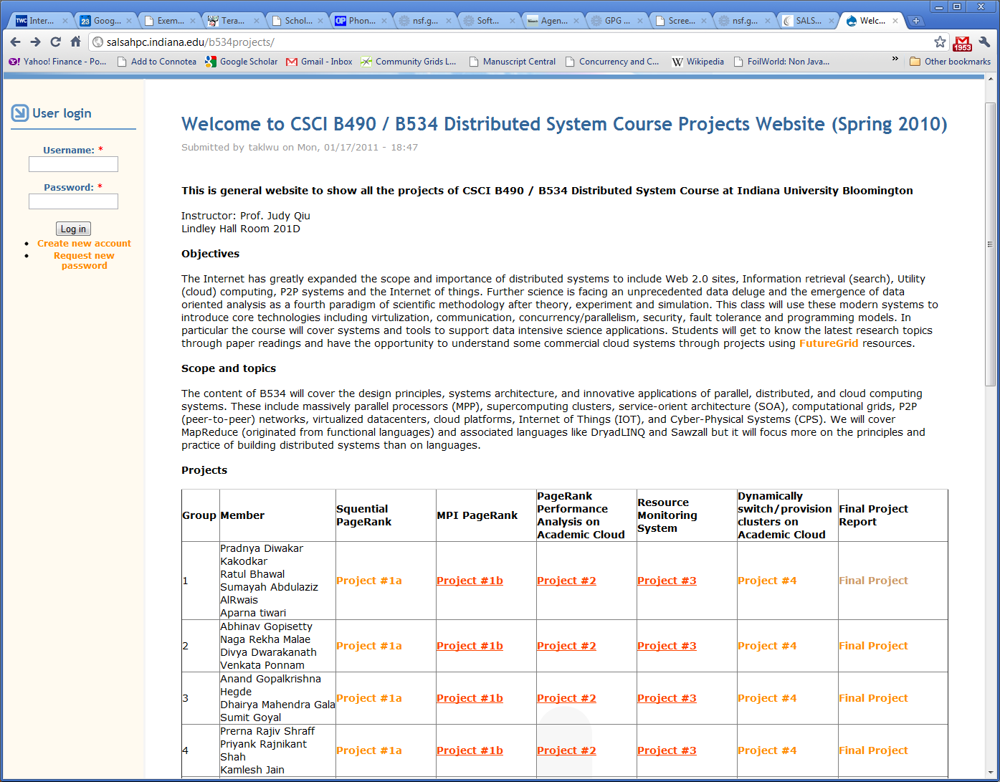 Inter...
Goog...
Exem...
Tera...
Schol...
OP Phon...
nsf.g...
Soft...
Agen...
GPG ...
Scree...
nsf.g...
SALS...
Welc...
salsahpc.indiana.edu/b534projects/
1953
Yahoo! Finance - Po...
Add to Connotea
Google Scholar
Gmail - Inbox
Community Grids L...
Manuscript Central
Concurrency and C...
W Wikipedia
FoilWorld: Non Java...
»
Other bookmarks
User login
Username: *
Password: *
Log in
• Create new account
• Request new
password
Welcome to CSCI B490 / B534 Distributed System Course Projects Website (Spring 2010)
Submitted by taklwu on Mon, 01/17/2011 - 18:47
This is general website to show all the projects of CSCI B490 / B534 Distributed System Course at Indiana University Bloomington
Instructor: Prof. Judy Qiu
Lindley Hall Room 201D
Objectives
The Internet has greatly expanded the scope and importance of distributed systems to include Web 2.0 sites, Information retrieval (search), Utility
(cloud) computing, P2P systems and the Internet of things. Further science is facing an unprecedented data deluge and the emergence of data
oriented analysis as a fourth paradigm of scientific methodology after theory, experiment and simulation. This class will use these modern systems to
introduce core technologies including virtulization, communication, concurrency/parallelism, security, fault tolerance and programming models. In
particular the course will cover systems and tools to support data intensive science applications. Students will get to know the latest research topics
through paper readings and have the opportunity to understand some commercial cloud systems through projects using FutureGrid resources.
Scope and topics
The content of B534 will cover the design principles, systems architecture, and innovative applications of parallel, distributed, and cloud computing
systems. These include massively parallel processors (MPP), supercomputing clusters, service-orient architecture (SOA), computational grids, P2P
(peer-to-peer) networks, virtualized datacenters, cloud platforms, Internet of Things (IOT), and Cyber-Physical Systems (CPS). We will cover
MapReduce (originated from functional languages) and associated languages like DryadLINQ and Sawzall but it will focus more on the principles and
practice of building distributed systems than on languages.
Projects
Group
Member
Squential
PageRank
MPI PageRank
PageRank
Performance
Analysis on
Academic Cloud
Resource
Monitoring
System
Dynamically
switch/provision
clusters on
Academic Cloud
Final Project
Report
1
Pradnya Diwakar
Kakodkar
Ratul Bhawal
Sumayah Abdulaziz
AlRwais
Aparna tiwari
Project #1a
Project #1b
Project #2
Project #3
Project #4
Final Project
2
Abhinav Gopisetty
Naga Rekha Malae
Divya Dwarakanath
Venkata Ponnam
Project #1a
Project #1b
Project #2
Project #3
Project #4
Final Project
3
Anand Gopalkrishna
Hegde
Dhairya Mahendra Gala
Sumit Goyal
Project #1a
Project #1b
Project #2
Project #3
Project #4
Final Project
4
Prerna Rajiv Shraff
Priyank Rajnikant
Shah
Kamlesh Jain
Project #1a
Project #1b
Project #2
Project #3
Project #4
Final Project